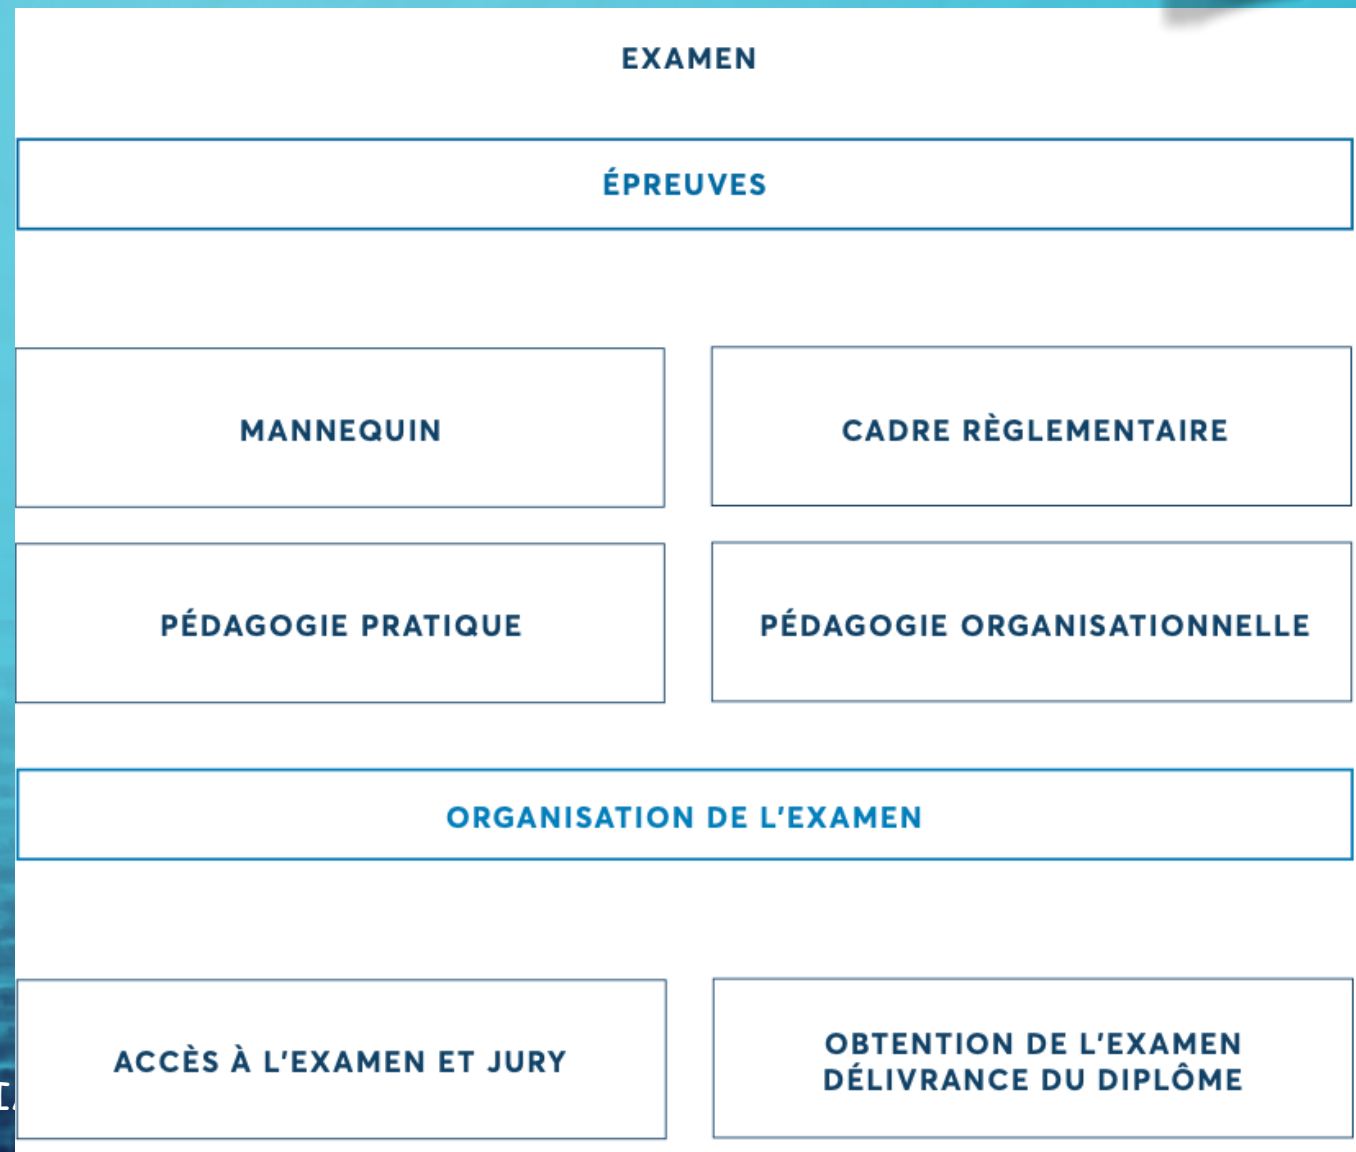 EXAMEN
ÉPREUVES
MANNEQUIN
CADRE RÈGLEMENTAIRE
PÉDAGOGIE PRATIQUE
PÉDAGOGIE ORGANISATIONNELLE
ORGANISATION DE L'EXAMEN
ACCÈS À L'EXAMEN ET JURY
OBTENTION DE L'EXAMEN
DÉLIVRANCE DU DIPLÔME